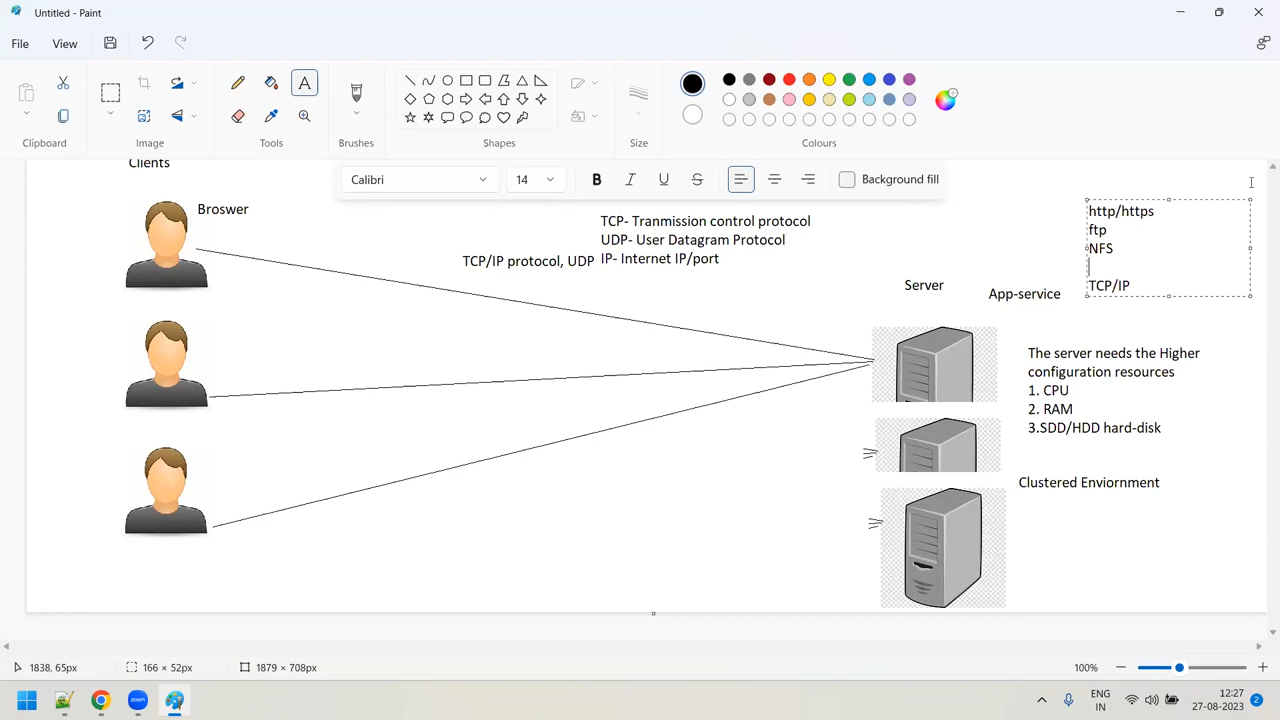 Untitled - Paint
File
View
Clipboard
Image
Tools
Brushes
Shapes
Size
Colours
Calibri
14
B
I
U
S
Background fill
Clients
Broswer
TCP- Tranmission control protocol
UDP- User Datagram Protocol
IP- Internet IP/port
TCP/IP protocol, UDP
http/https
ftp
NFS
TCP/IP
Server
App-service
The server needs the Higher
configuration resources
1. CPU
2. RAM
3.SDD/HDD hard-disk
Clustered Enviornment
1838, 65px
166 × 52px
1879 × 708px
100%
zoom
ENG
IN
12:27
27-08-2023
2